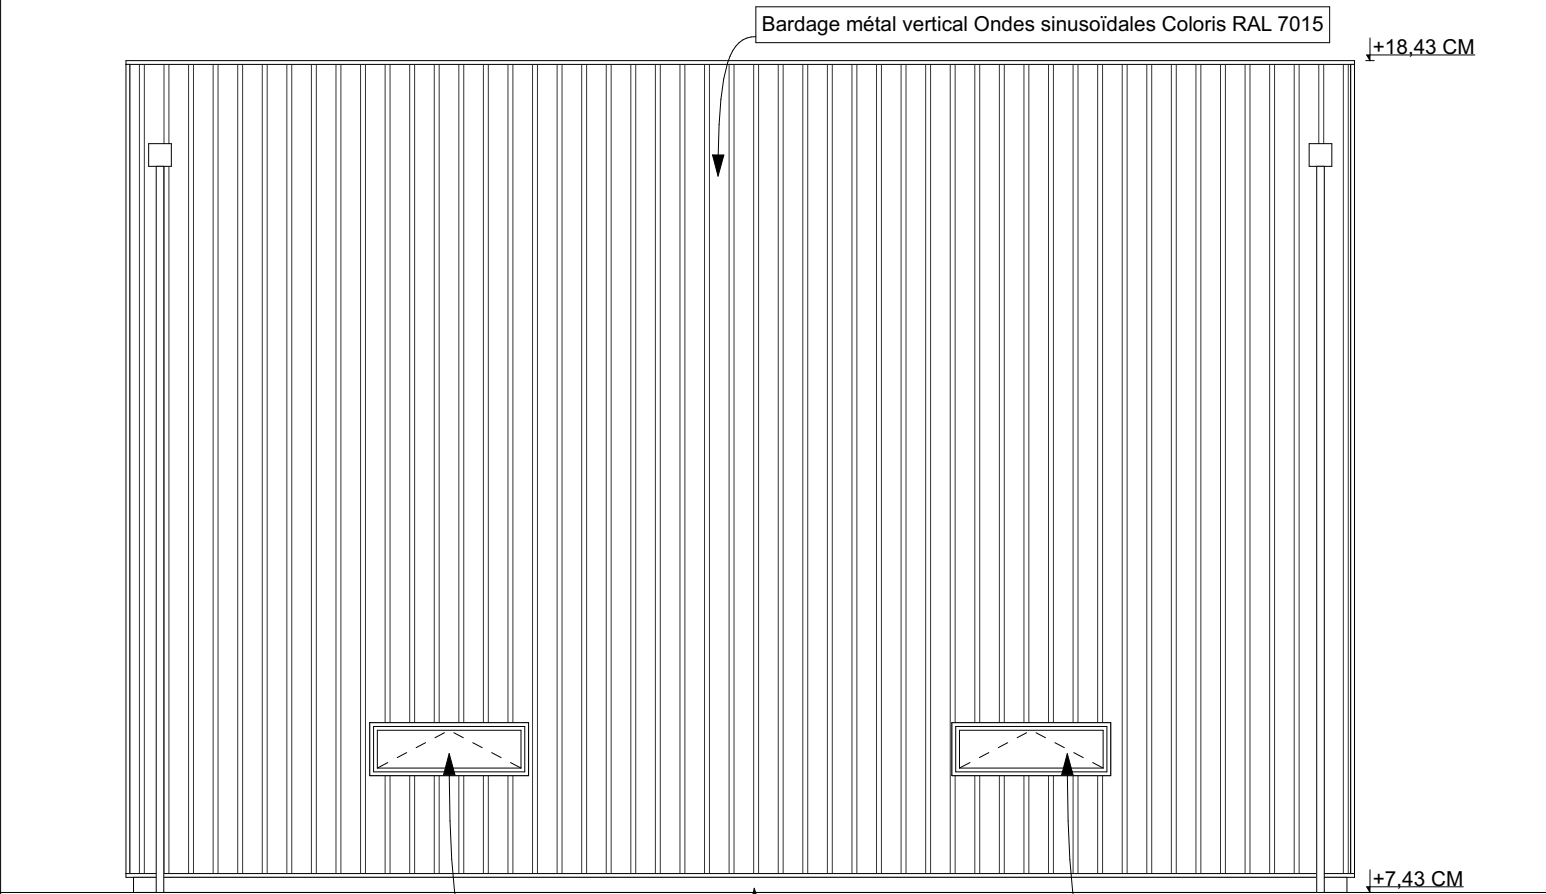 Bardage métal vertical Ondes sinusoïdales Coloris RAL 7015
+18,43 CM
+7,43 CM